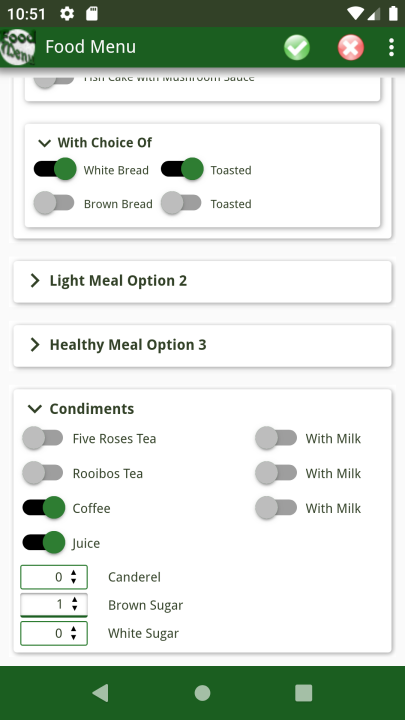 10:51
Food Menu
Fish Cake with Mushroom Sauce
With Choice Of
White Bread Toasted
Brown Bread Toasted
Light Meal Option 2
Healthy Meal Option 3
Condiments
Five Roses Tea With Milk
Rooibos Tea With Milk
Coffee With Milk
Juice
0 Canderel
1 Brown Sugar
0 White Sugar